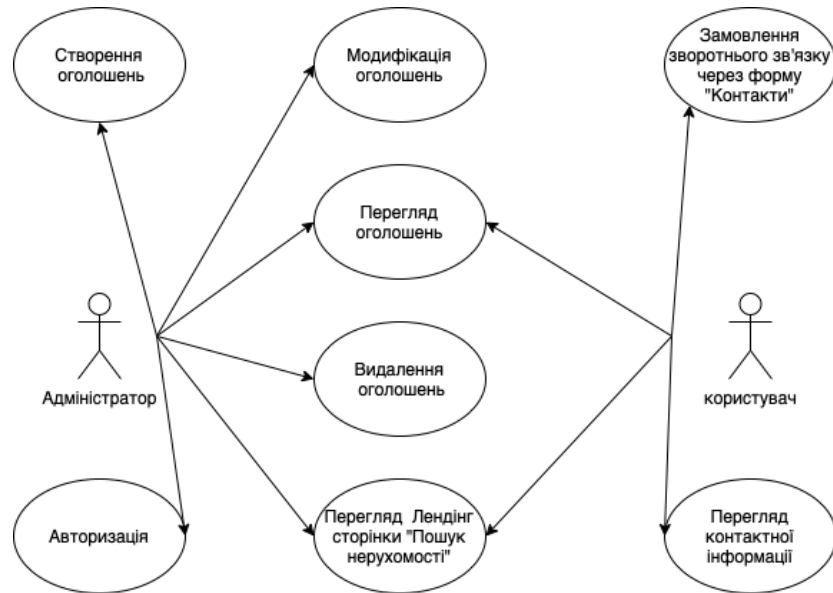 Створення
оголошень
Модифікація
оголошень
Замовлення
зворотнього зв'язку
через форму
"Контакти"
Перегляд
оголошень
Адміністратор
Видалення
оголошень
користувач
Авторизація
Перегляд Лендінг
сторінки "Пошук
нерухомості"
Перегляд
контактної
інформації